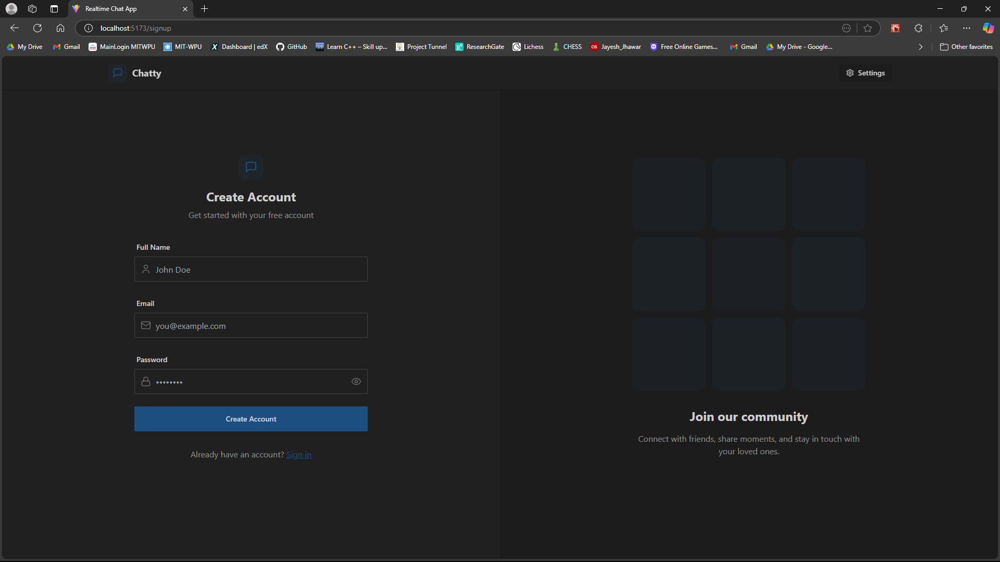 Realtime Chat App
localhost:5173/signup
My Drive
Gmail
MainLogin MITWPU
MIT-WPU
Dashboard | edX
GitHub
cpp
Learn C++ – Skill up...
Project Tunnel
ResearchGate
Lichess
CHESS
Jayesh_Jhawar
Free Online Games...
Gmail
My Drive - Google...
Other favorites
Chatty
Settings
Create Account
Get started with your free account
Full Name
John Doe
Email
you@example.com
Password
••••••••
Create Account
Already have an account? Sign in
Join our community
Connect with friends, share moments, and stay in touch with
your loved ones.